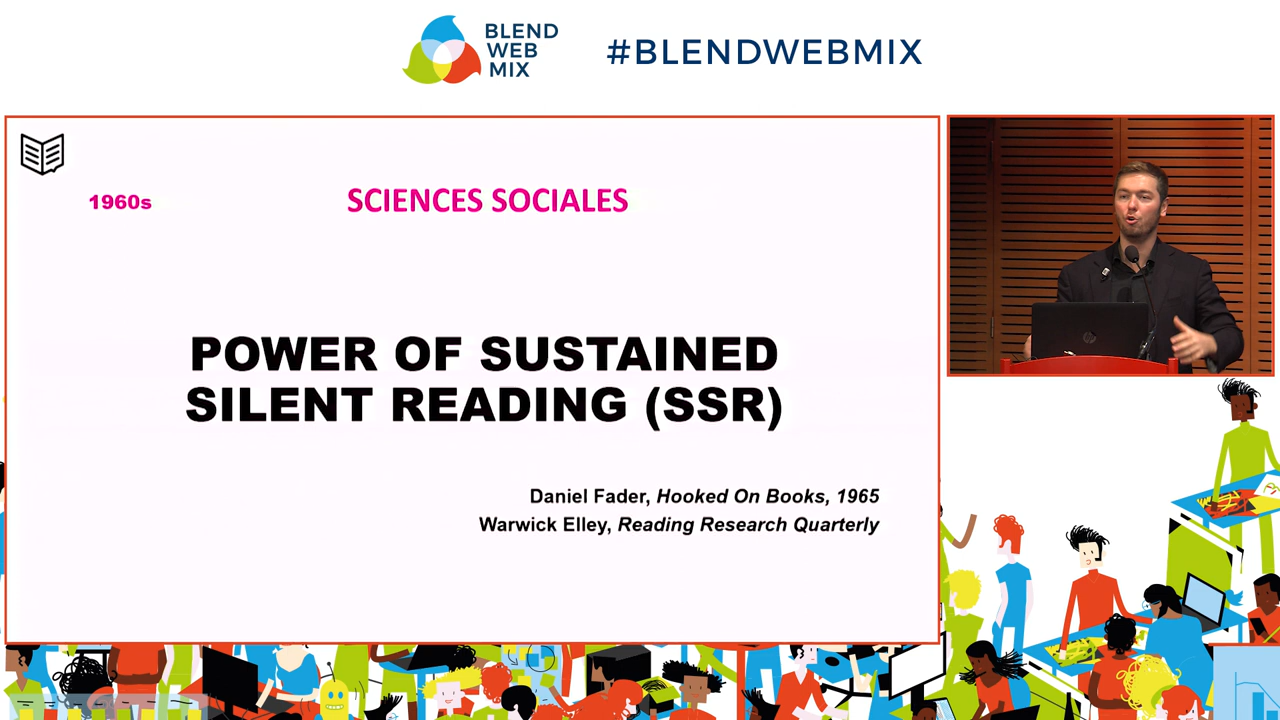 BLEND
WEB
MIX
#BLENDWEBMIX
1960s
SCIENCES SOCIALES
POWER OF SUSTAINED
SILENT READING (SSR)
Daniel Fader, Hooked On Books, 1965
Warwick Elley, Reading Research Quarterly